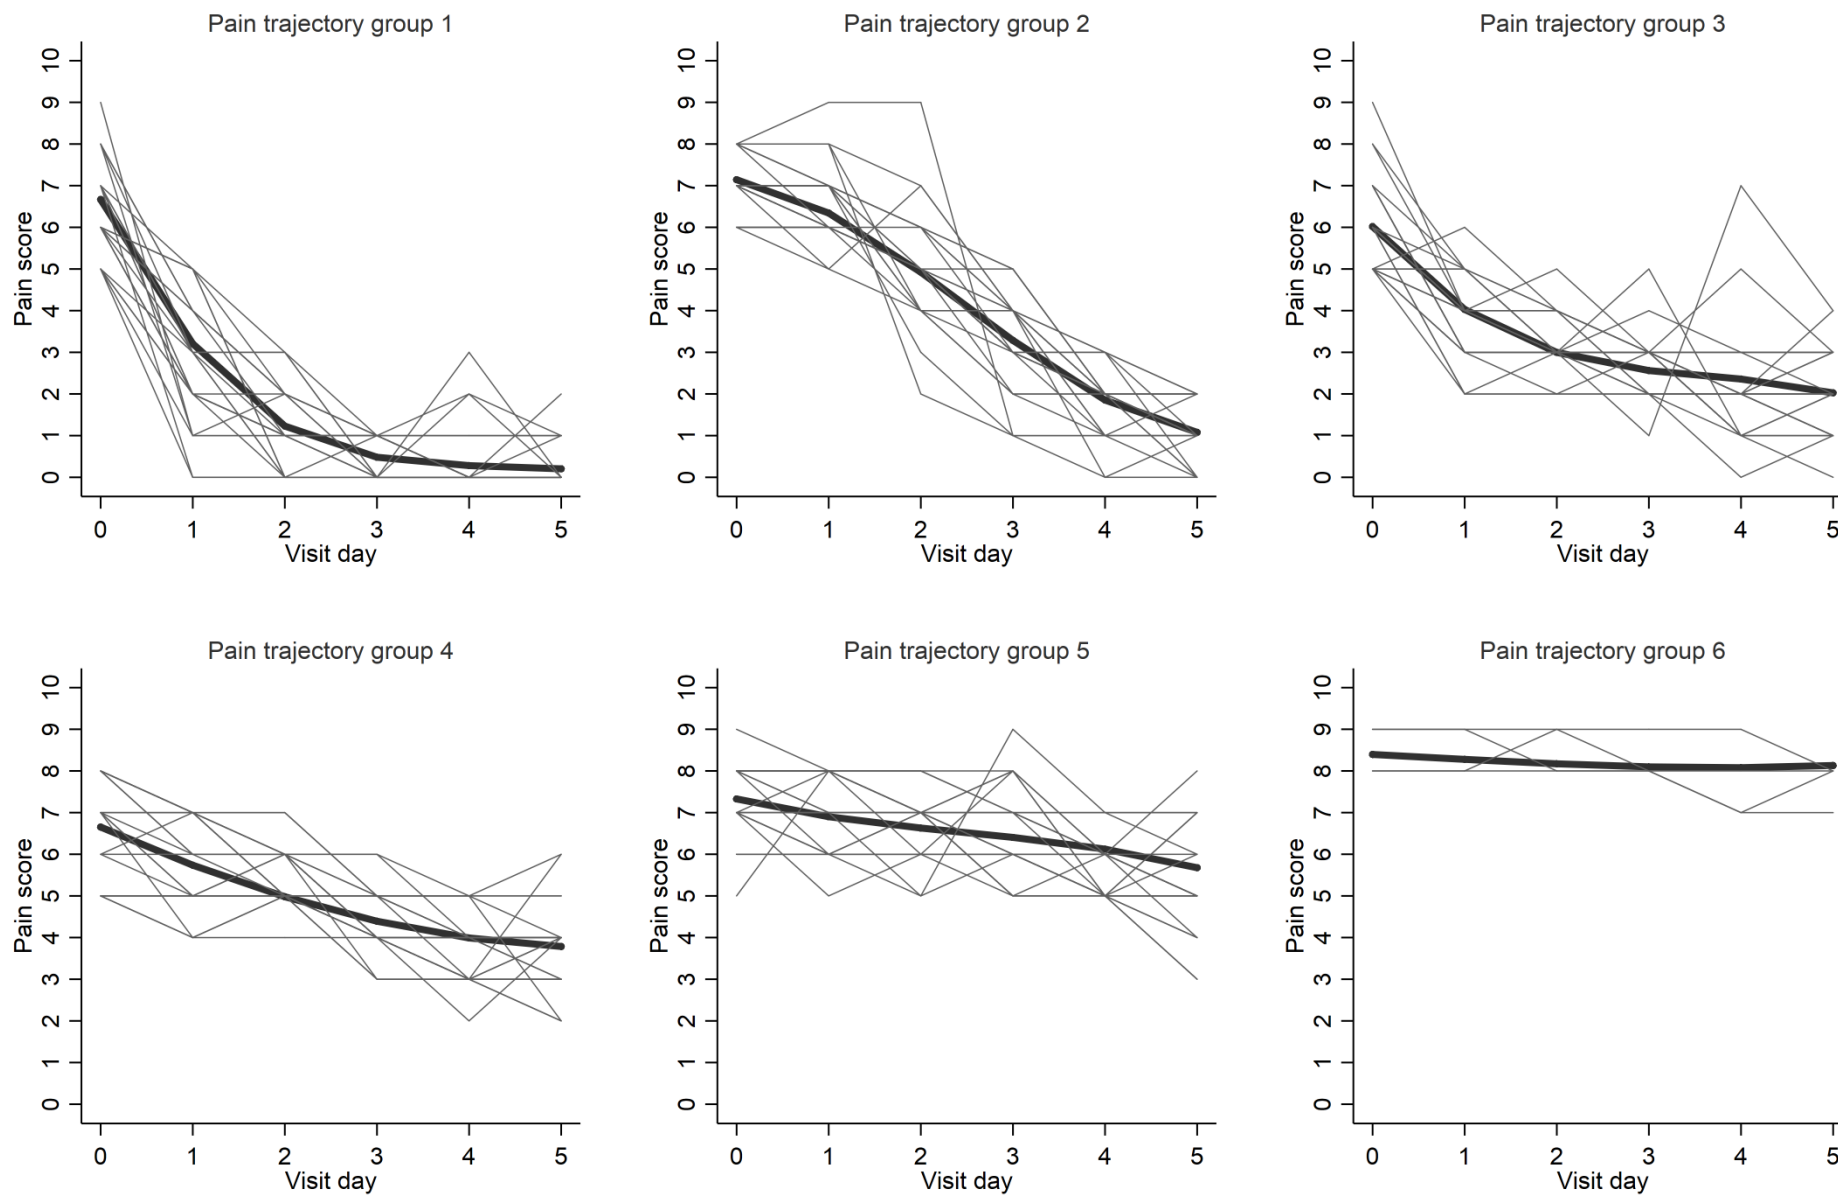 Pain trajectory group 1
Pain score
10
9
8
7
6
5
4
3
2
1
0
0 1 2 3 4 5
Visit day
Pain trajectory group 2
Pain score
10
9
8
7
6
5
4
3
2
1
0
0 1 2 3 4 5
Visit day
Pain trajectory group 3
Pain score
10
9
8
7
6
5
4
3
2
1
0
0 1 2 3 4 5
Visit day
Pain trajectory group 4
Pain score
10
9
8
7
6
5
4
3
2
1
0
0 1 2 3 4 5
Visit day
Pain trajectory group 5
Pain score
10
9
8
7
6
5
4
3
2
1
0
0 1 2 3 4 5
Visit day
Pain trajectory group 6
Pain score
10
9
8
7
6
5
4
3
2
1
0
0 1 2 3 4 5
Visit day